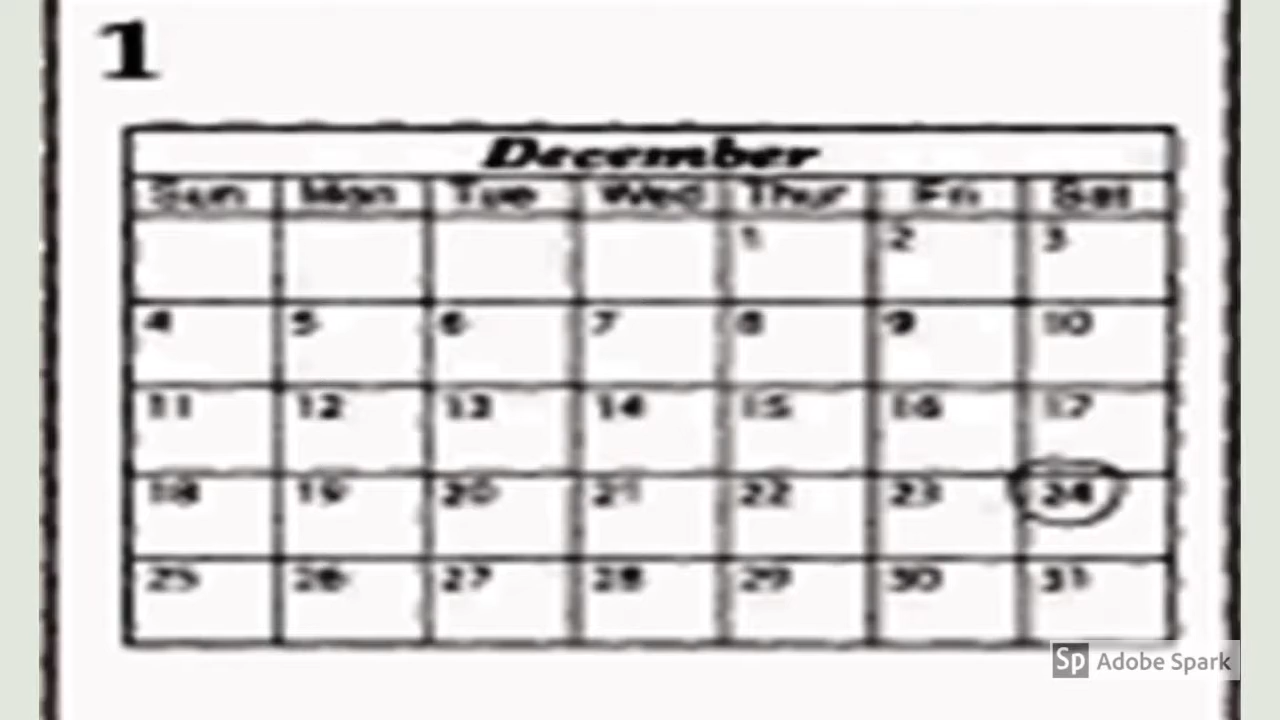 1
December
Sun Mon Tue Wed Thur Fri Sat
1 2 3
4 5 6 7 8 9 10
11 12 13 14 15 16 17
18 19 20 21 22 23 24
25 26 27 28 29 30 31
Sp Adobe Spark